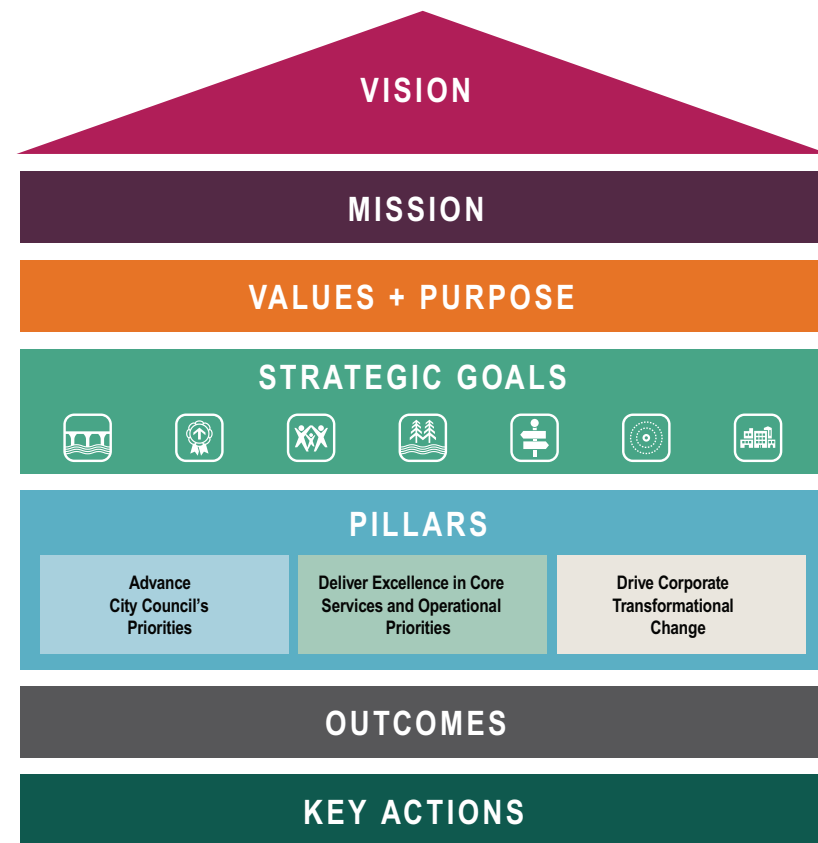 VISION
MISSION
VALUES + PURPOSE
STRATEGIC GOALS
PILLARS
Advance
City Council's
Priorities
Deliver Excellence in Core
Services and Operational
Priorities
Drive Corporate
Transformational
Change
OUTCOMES
KEY ACTIONS